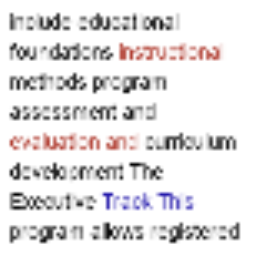 include educational
foundations instructional
methods program
assessment and
evaluation and curriculum
development The
Executive Track This
program allows registered